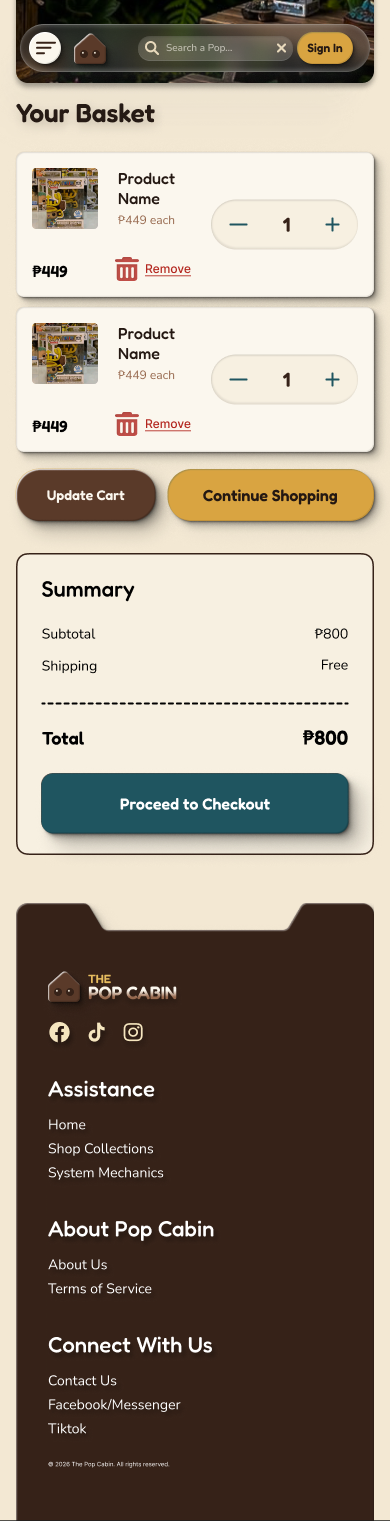 Search a Pop...
Sign In
Your Basket
Product
Name
₱449 each
1
₱449
Remove
Product
Name
₱449 each
1
₱449
Remove
Update Cart
Continue Shopping
Summary
Subtotal
₱800
Shipping
Free
Total
₱800
Proceed to Checkout
THE
POP CABIN
Assistance
Home
Shop Collections
System Mechanics
About Pop Cabin
About Us
Terms of Service
Connect With Us
Contact Us
Facebook/Messenger
Tiktok
© 2026 The Pop Cabin. All rights reserved.